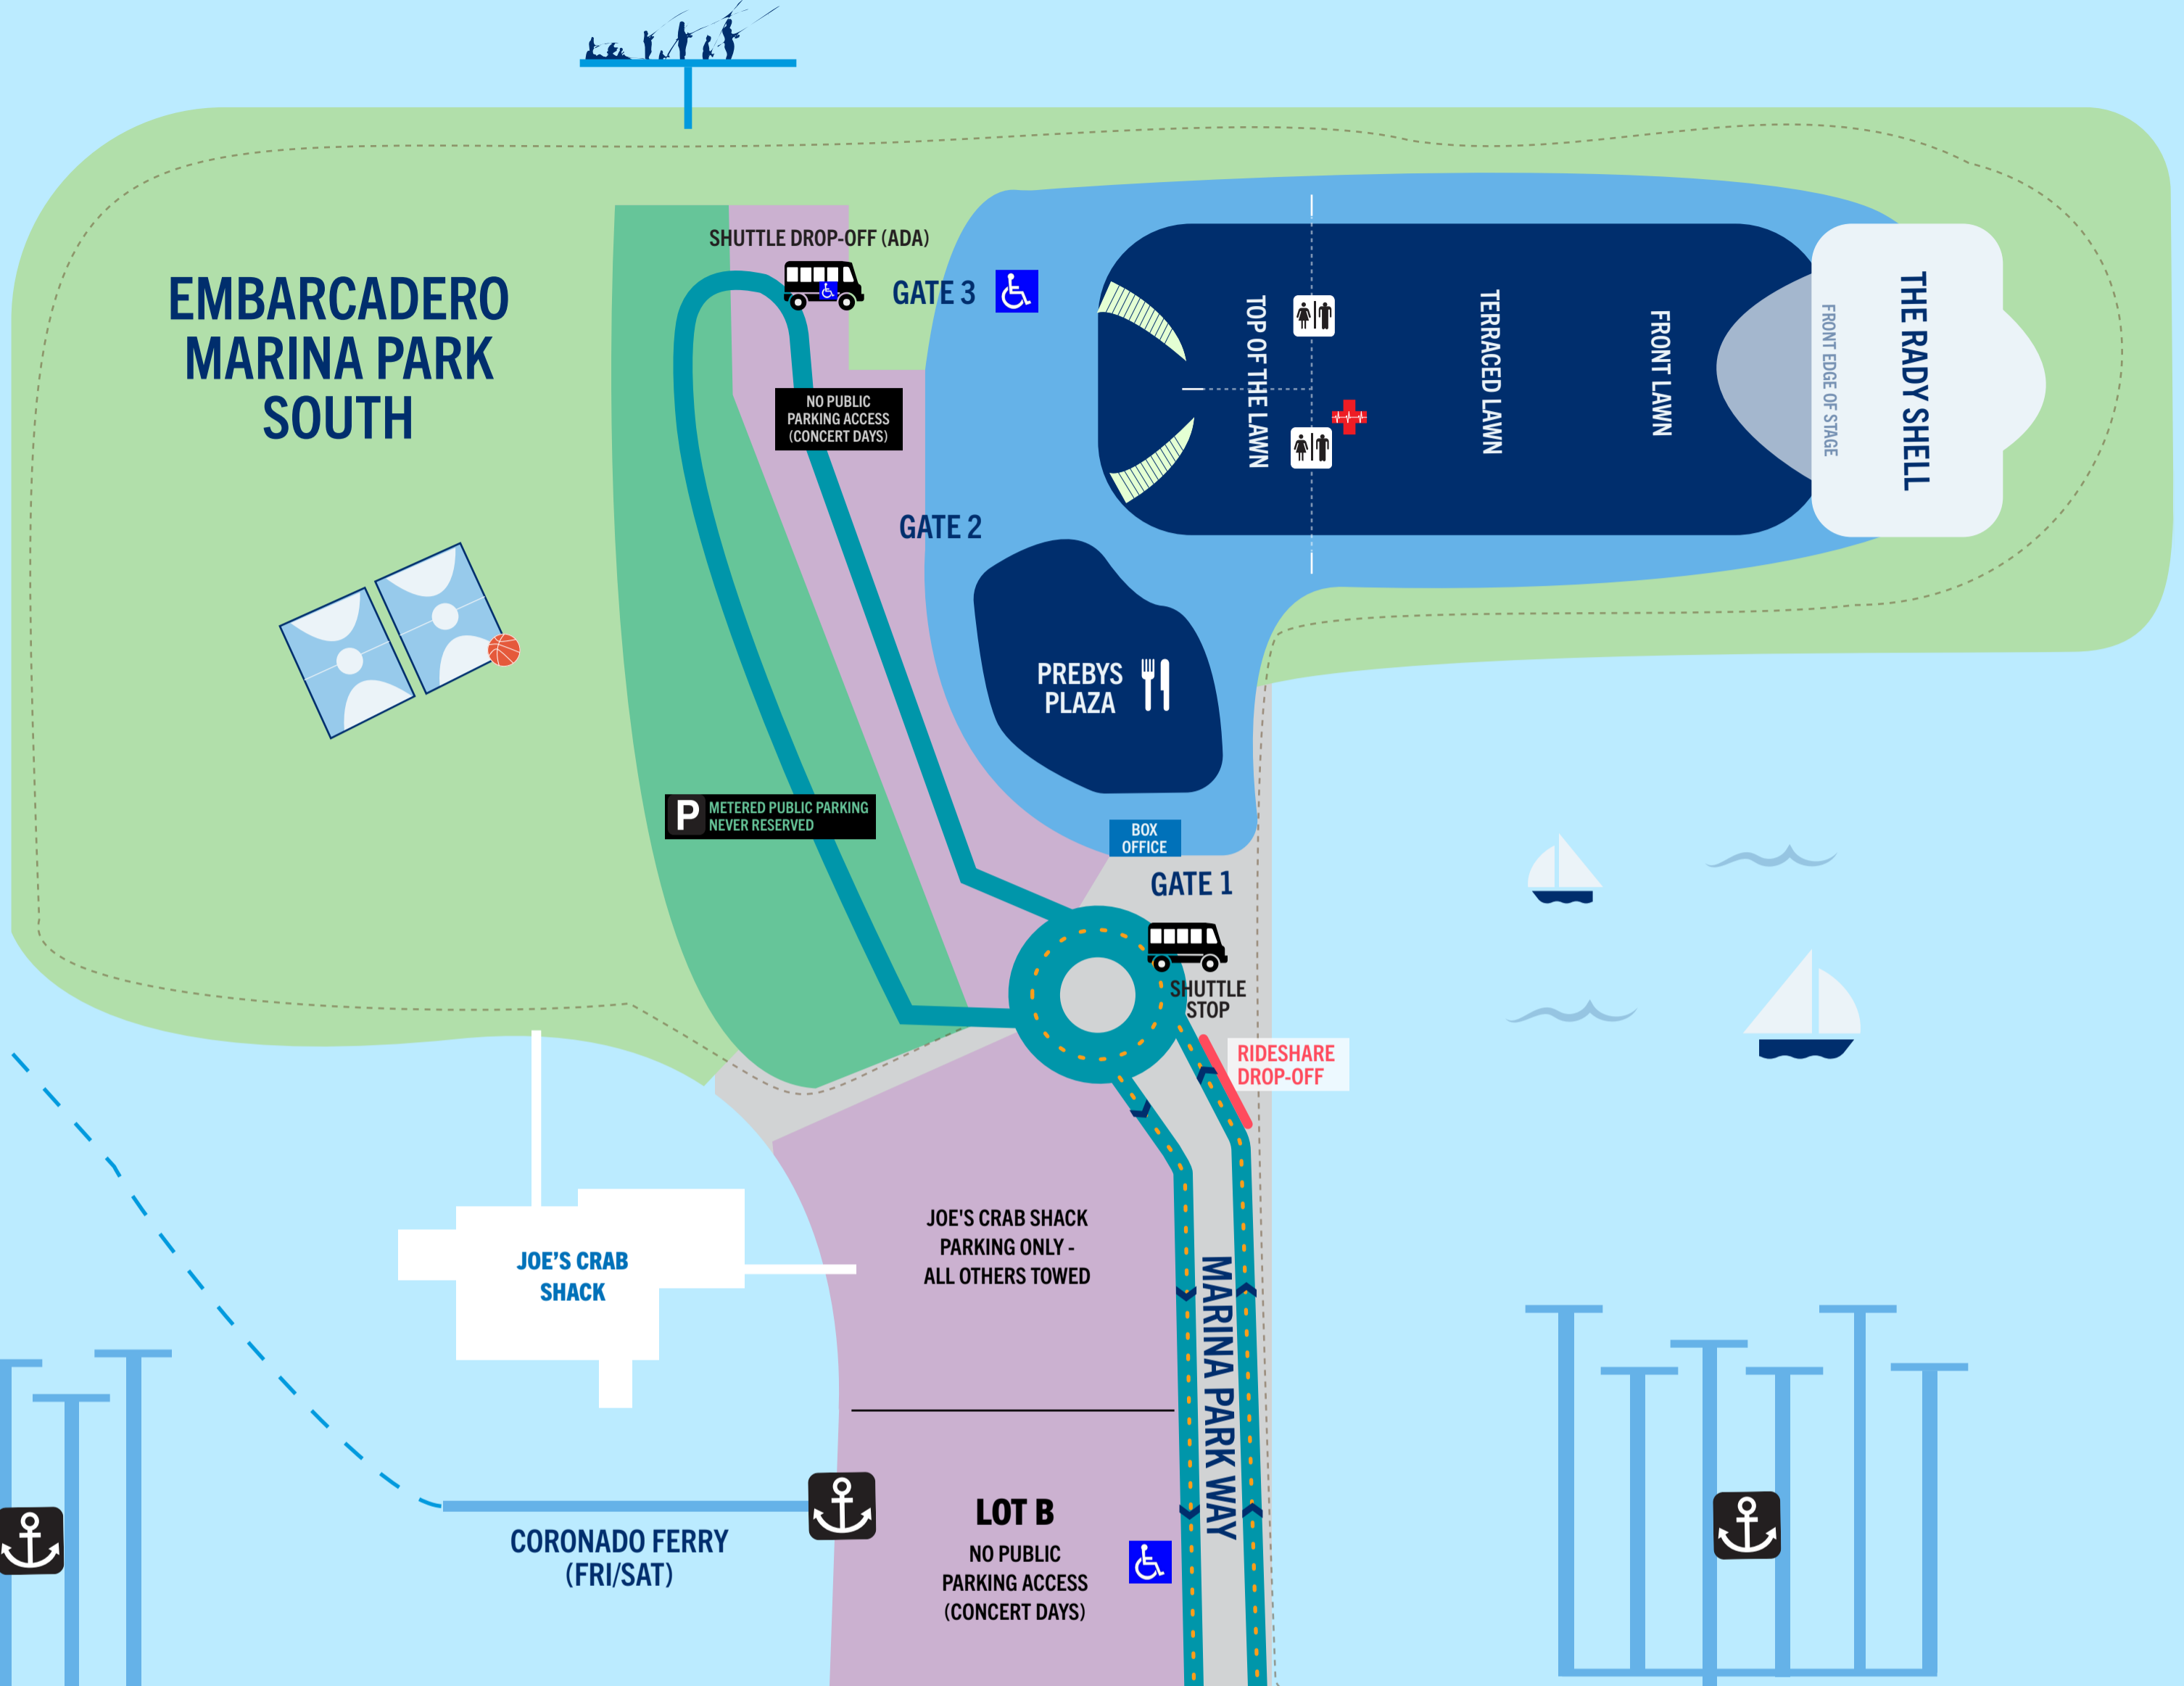 SHUTTLE DROP-OFF (ADA)
GATE 3
EMBARCADERO
MARINA PARK
SOUTH
NO PUBLIC
PARKING ACCESS
(CONCERT DAYS)
TOP OF THE LAWN
TERRACED LAWN
FRONT LAWN
FRONT EDGE OF STAGE
THE RADY SHELL
GATE 2
PREBYS
PLAZA
P
METERED PUBLIC PARKING
NEVER RESERVED
BOX
OFFICE
GATE 1
SHUTTLE
STOP
RIDESHARE
DROP-OFF
JOE'S CRAB SHACK
PARKING ONLY -
ALL OTHERS TOWED
JOE’S CRAB
SHACK
MARINA PARK WAY
CORONADO FERRY
(FRI/SAT)
LOT B
NO PUBLIC
PARKING ACCESS
(CONCERT DAYS)